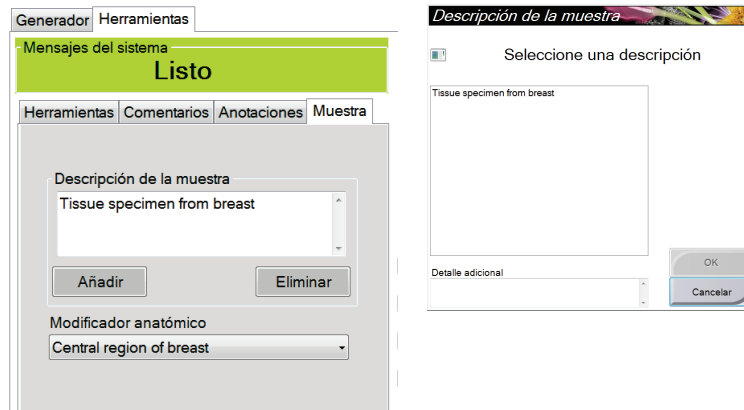 Generador Herramientas
Mensajes del sistema
Listo
Herramientas Comentarios Anotaciones Muestra
Descripción de la muestra
Tissue specimen from breast
Añadir Eliminar
Modificador anatómico
Central region of breast
Descripción de la muestra
Seleccione una descripción
Tissue specimen from breast
OK
Detalle adicional
Cancelar